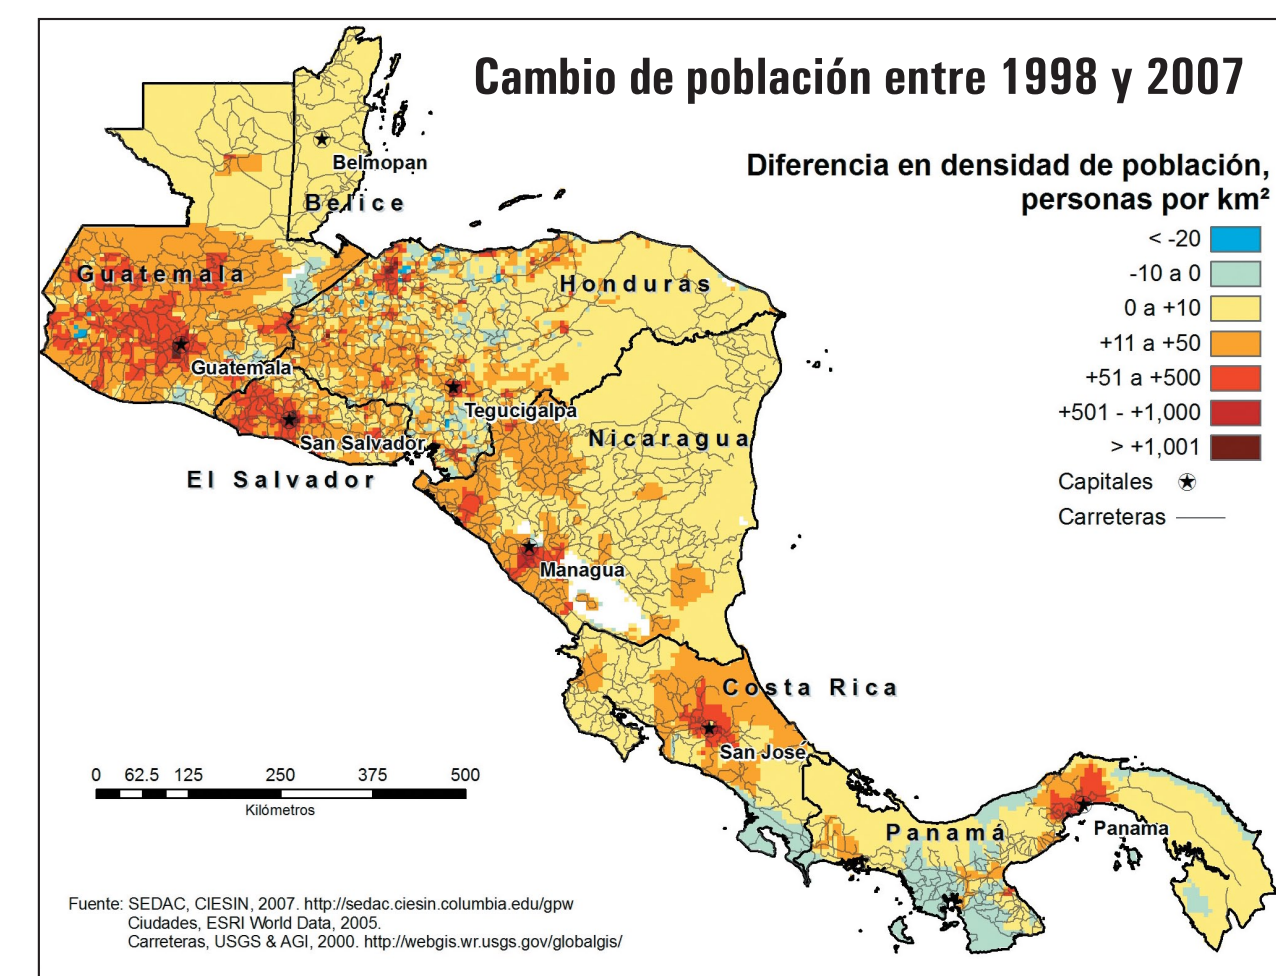 Cambio de población entre 1998 y 2007
Diferencia en densidad de población,
personas por km²
< -20
-10 a 0
0 a +10
+11 a +50
+51 a +500
+501 - +1,000
> +1,001
Capitales
Carreteras
Belmopan
Belice
Guatemala
Honduras
Guatemala
Tegucigalpa
San Salvador
Nicaragua
El Salvador
Managua
Costa Rica
San José
0 62.5 125 250 375 500
Kilómetros
Panamá
Panama
Fuente: SEDAC, CIESIN, 2007. http://sedac.ciesin.columbia.edu/gpw
Ciudades, ESRI World Data, 2005.
Carreteras, USGS & AGI, 2000. http://webgis.wr.usgs.gov/globalgis/